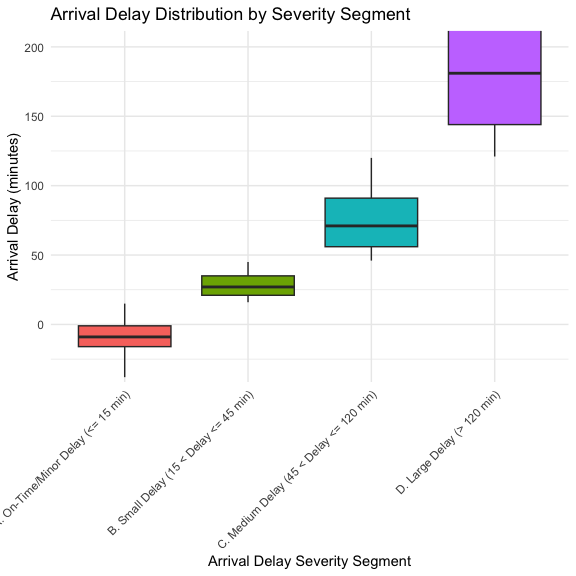 Arrival Delay Distribution by Severity Segment
Arrival Delay (minutes)
200
150
100
50
0
. On-Time/Minor Delay (<= 15 min)
B. Small Delay (15 < Delay <= 45 min)
C. Medium Delay (45 < Delay <= 120 min)
D. Large Delay (> 120 min)
Arrival Delay Severity Segment